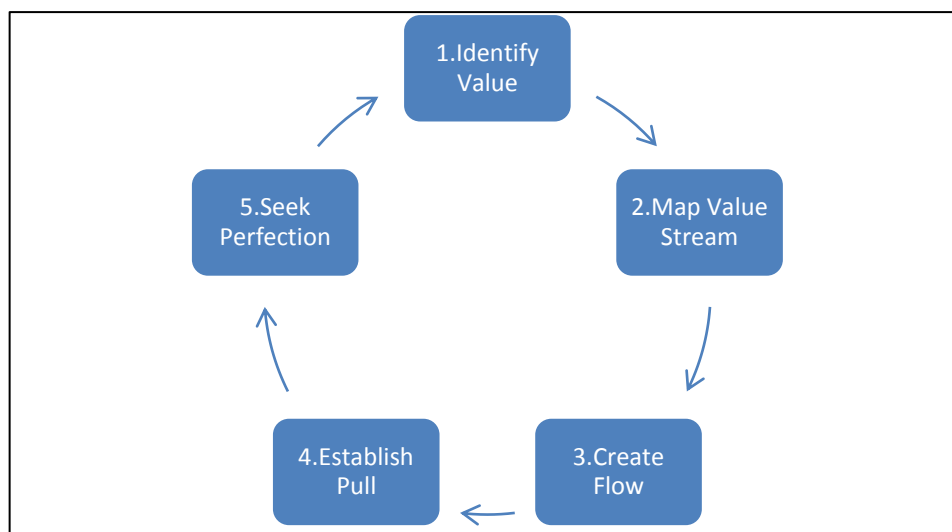 1.Identify
Value
2.Map Value
Stream
3.Create
Flow
4.Establish
Pull
5.Seek
Perfection